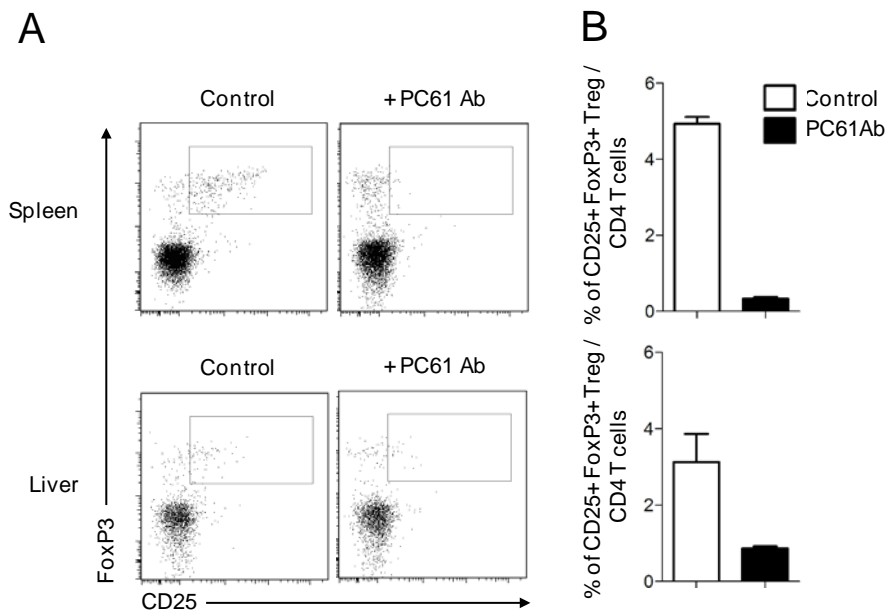 A
Control
+ PC61 Ab
Spleen
Control
+ PC61 Ab
Liver
FoxP3
CD25
B
% of CD25+ FoxP3+ Treg /
CD4 T cells
6
4
2
0
Control
PC61Ab
% of CD25+ FoxP3+ Treg /
CD4 T cells
6
4
2
0